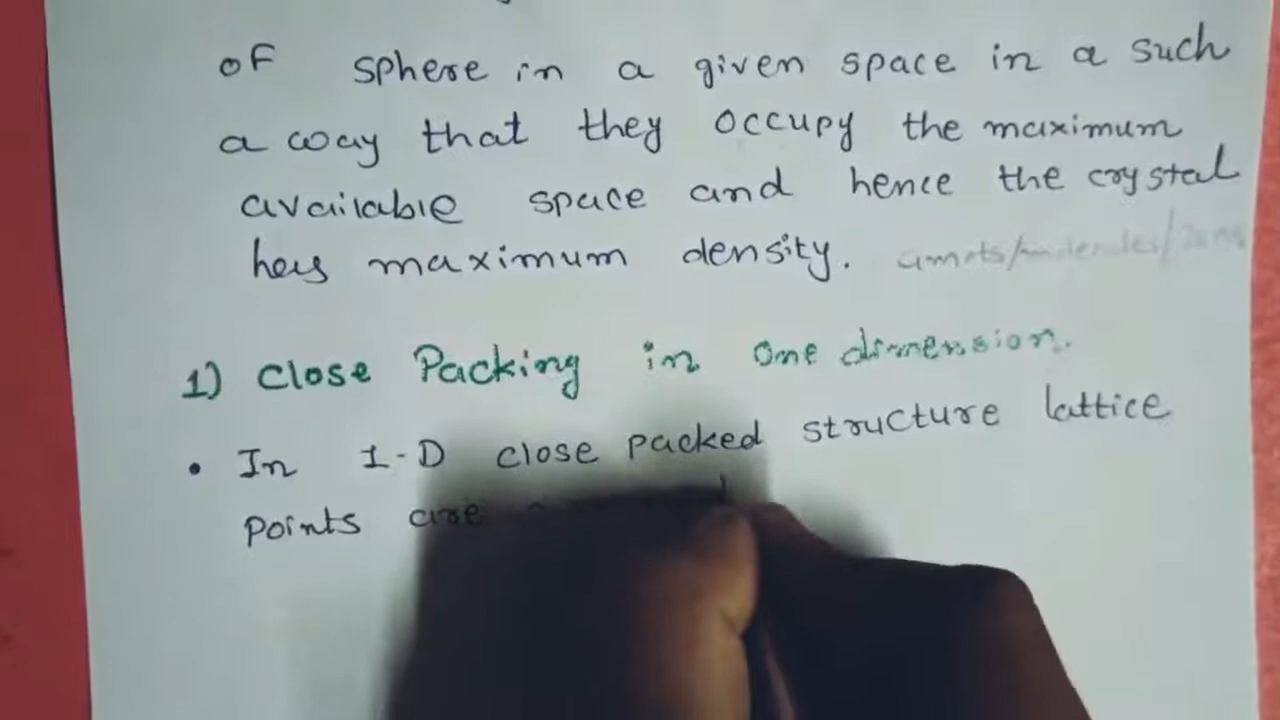 of sphere in a given space in a such
a way that they occupy the maximum
available space and hence the crystal
has maximum density.
1) Close Packing in One dimension.
• In 1-D close packed structure lattice
points are